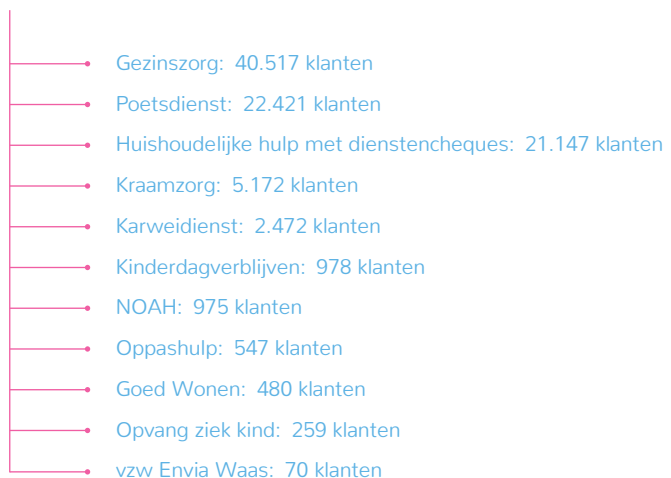 Gezinszorg: 40.517 klanten
Poetsdienst: 22.421 klanten
Huishoudelijke hulp met dienstencheques: 21.147 klanten
Kraamzorg: 5.172 klanten
Karweidienst: 2.472 klanten
Kinderdagverblijven: 978 klanten
NOAH: 975 klanten
Oppashulp: 547 klanten
Goed Wonen: 480 klanten
Opvang ziek kind: 259 klanten
vzw Envia Waas: 70 klanten